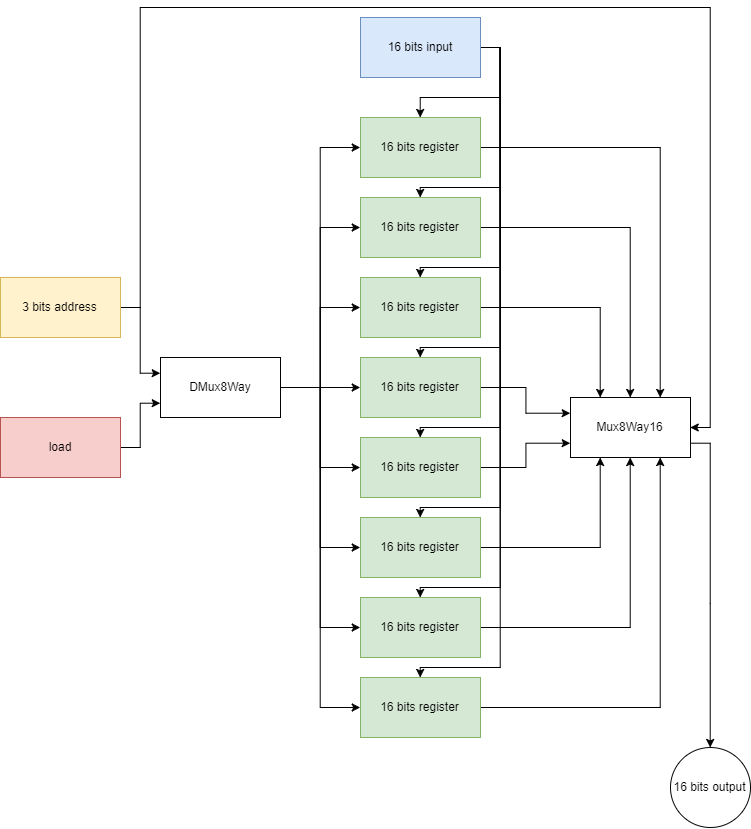 16 bits input
16 bits register
16 bits register
3 bits address
16 bits register
DMux8Way
16 bits register
Mux8Way16
load
16 bits register
16 bits register
16 bits register
16 bits register
16 bits output